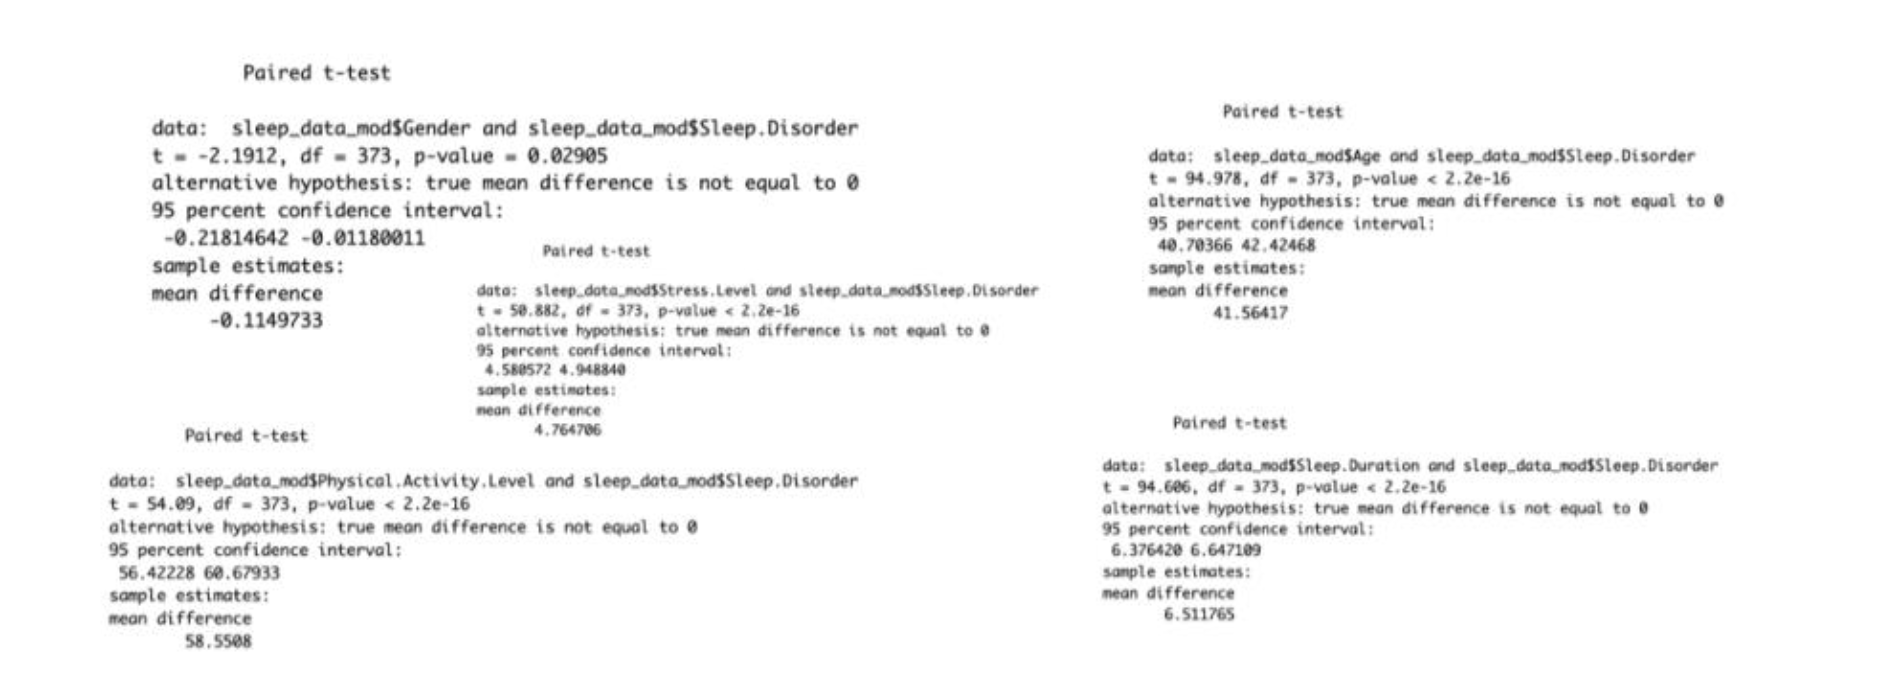 Paired t-test
data:  sleep_data_mod$Gender and sleep_data_mod$Sleep.Disorder
t = -2.1912, df = 373, p-value = 0.02905
alternative hypothesis: true mean difference is not equal to 0
95 percent confidence interval:
-0.21814642 -0.01180011
sample estimates:
mean difference
-0.1149733
Paired t-test
data:  sleep_data_mod$Stress.Level and sleep_data_mod$Sleep.Disorder
t = 50.882, df = 373, p-value < 2.2e-16
alternative hypothesis: true mean difference is not equal to 0
95 percent confidence interval:
4.580572 4.948840
sample estimates:
mean difference
4.764706
Paired t-test
data:  sleep_data_mod$Physical.Activity.Level and sleep_data_mod$Sleep.Disorder
t = 54.09, df = 373, p-value < 2.2e-16
alternative hypothesis: true mean difference is not equal to 0
95 percent confidence interval:
56.42228 60.67933
sample estimates:
mean difference
58.5508
Paired t-test
data:  sleep_data_mod$Age and sleep_data_mod$Sleep.Disorder
t = 94.978, df = 373, p-value < 2.2e-16
alternative hypothesis: true mean difference is not equal to 0
95 percent confidence interval:
40.70366 42.42468
sample estimates:
mean difference
41.56417
Paired t-test
data:  sleep_data_mod$Sleep.Duration and sleep_data_mod$Sleep.Disorder
t = 94.606, df = 373, p-value < 2.2e-16
alternative hypothesis: true mean difference is not equal to 0
95 percent confidence interval:
6.376420 6.647109
sample estimates:
mean difference
6.511765